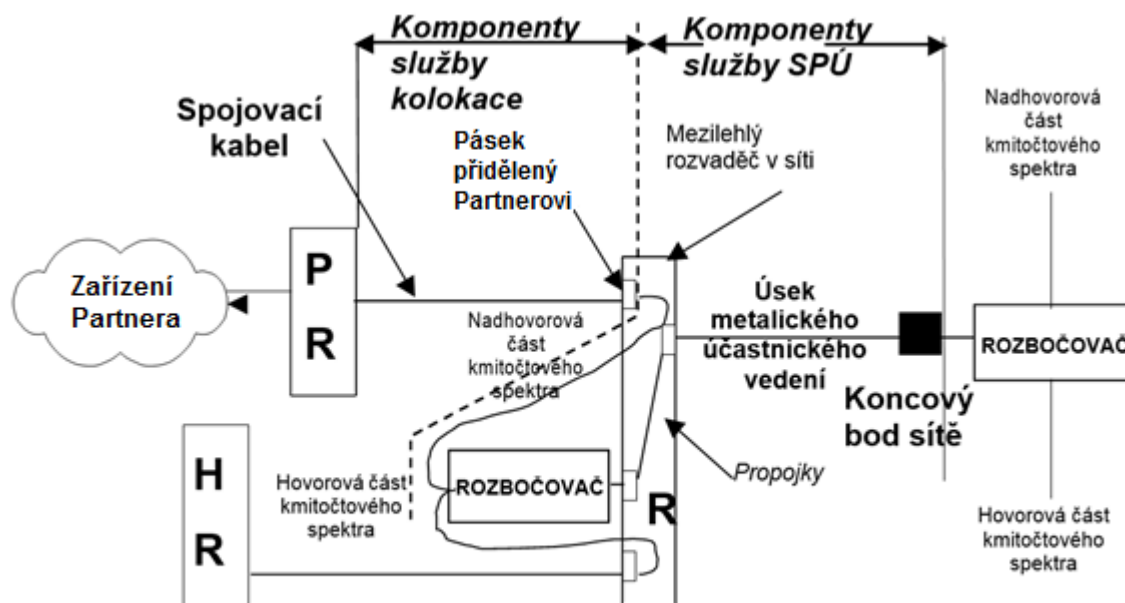 Komponenty
služby
kolokace
Komponenty
služby SPÚ
Spojovací
kabel
Pásek
přidělený
Partnerovi
Mezilehlý
rozvaděč v síti
Nadhovorová
část
kmitočtového
spektra
Zařízení
Partnera
P
R
Nadhovorová
část
kmitočtového
spektra
Úsek
metalického
účastnického
vedení
ROZBOČOVAČ
Koncový
bod sítě
H
R
Hovorová část
kmitočtového
spektra
ROZBOČOVAČ
R
Propojky
Hovorová část
kmitočtového
spektra